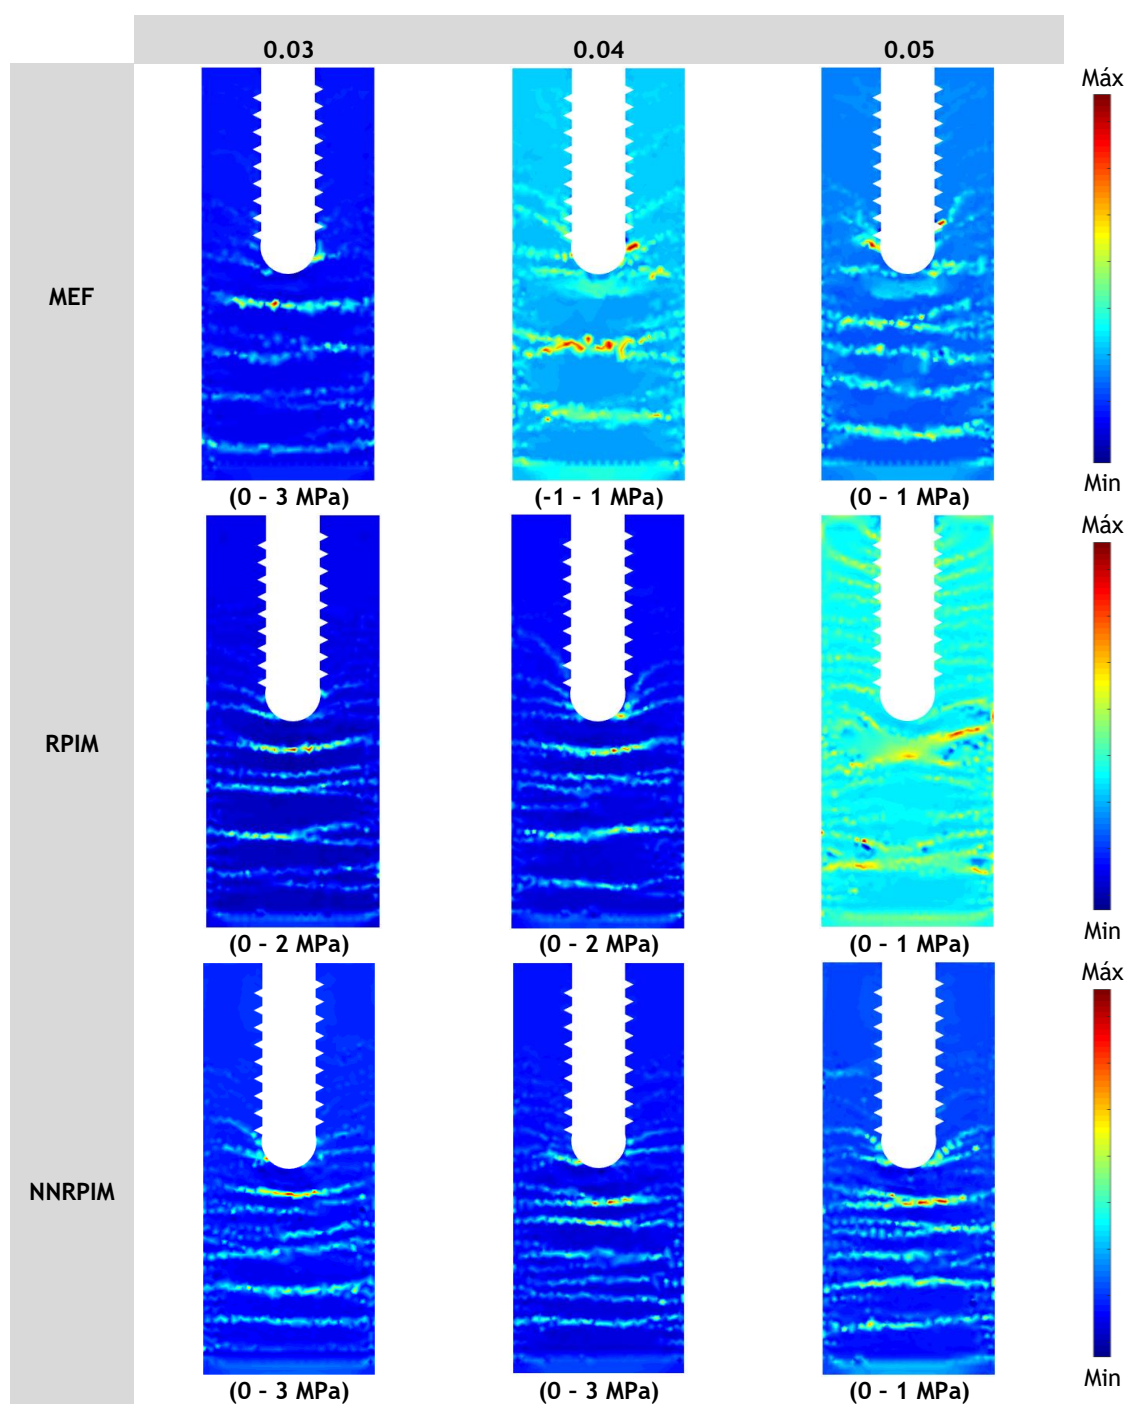 0.03 0.04 0.05
Máx
MEF
Min
(0 – 3 MPa) (-1 – 1 MPa) (0 – 1 MPa)
Máx
RPIM
Min
(0 – 2 MPa) (0 – 2 MPa) (0 – 1 MPa)
Máx
NNRPIM
Min
(0 – 3 MPa) (0 – 3 MPa) (0 – 1 MPa)